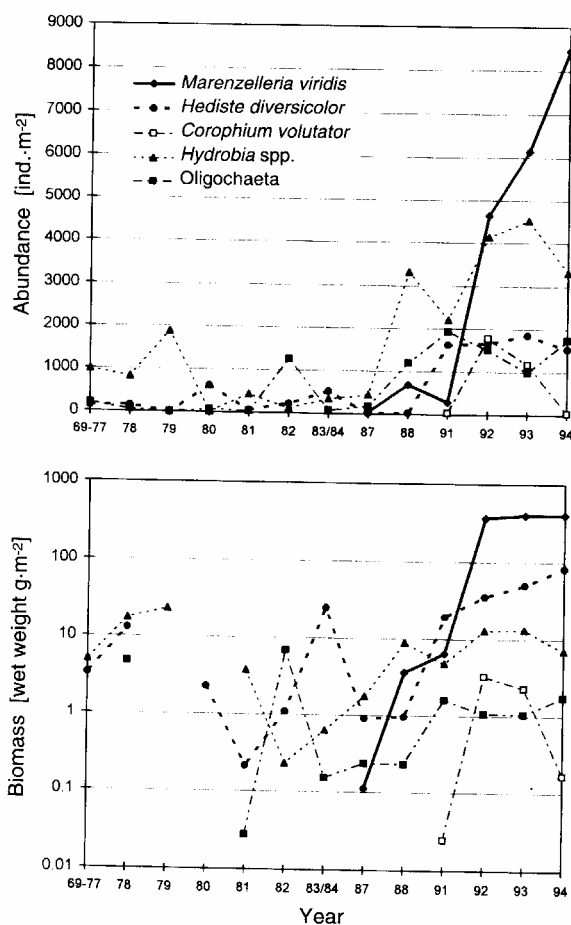 9000
8000
7000
6000
5000
4000
3000
2000
1000
0
Abundance [ind.·m-2]
Marenzelleria viridis
Hediste diversicolor
Corophium volutator
Hydrobia spp.
Oligochaeta
69-77 78 79 80 81 82 83/84 87 88 91 92 93 94
1000
100
10
1
0.1
0.01
Biomass [wet weight g·m-2]
69-77 78 79 80 81 82 83/84 87 88 91 92 93 94
Year